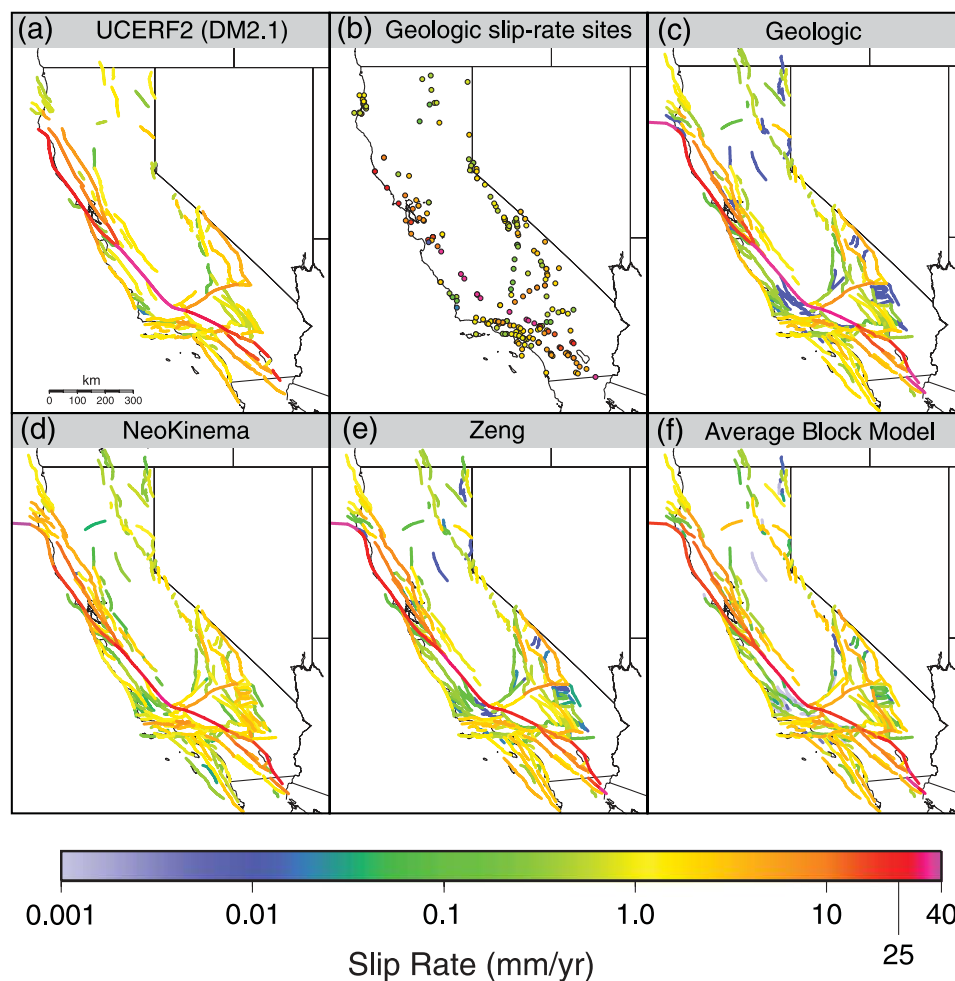 (a) UCERF2 (DM2.1)
(b) Geologic slip-rate sites
(c) Geologic
km
0 100 200 300
(d) NeoKinema
(e) Zeng
(f) Average Block Model
0.001 0.01 0.1 1.0 10 40
25
Slip Rate (mm/yr)